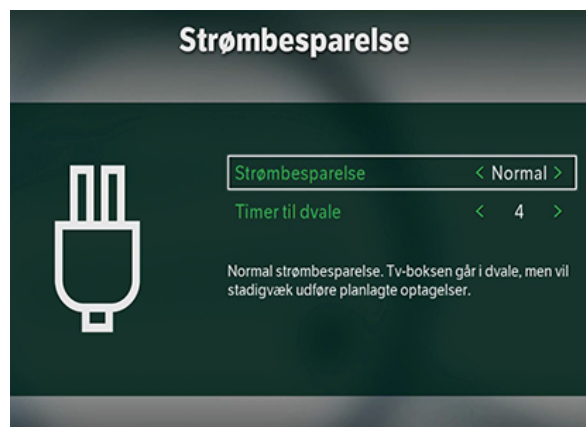 Strømbesparelse
Strømbesparelse < Normal >
Timer til dvale < 4 >
Normal strømbesparelse. Tv-boksen går i dvale, men vil
stadigvæk udføre planlagte optagelser.